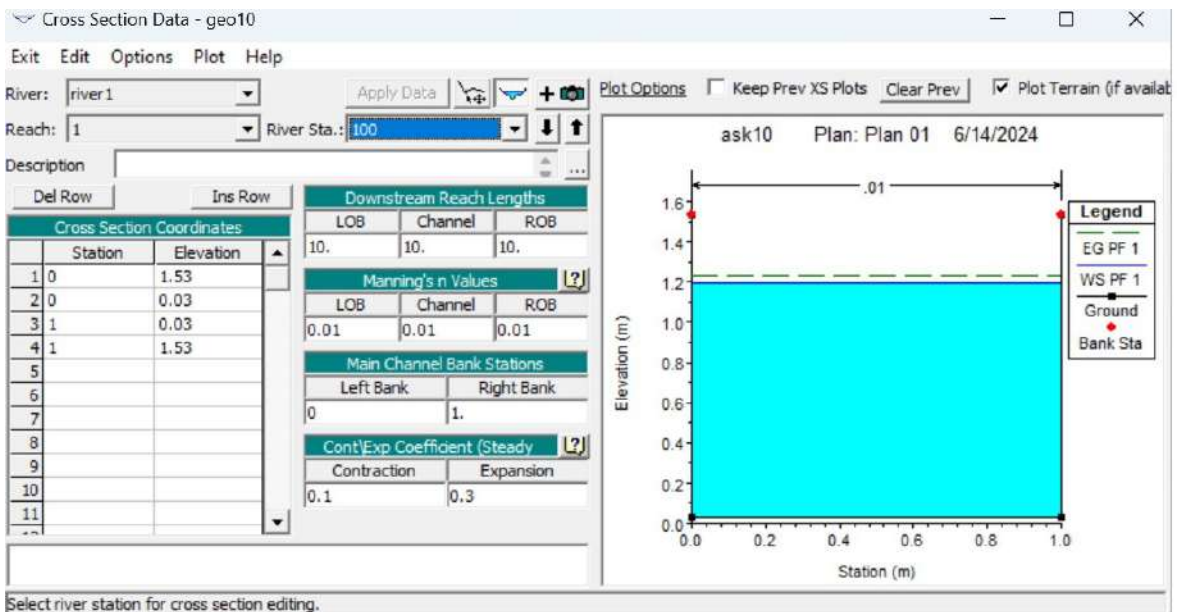 Cross Section Data - geo10
Exit Edit Options Plot Help
River: river1
Apply Data
Plot Options Keep Prev XS Plots Clear Prev Plot Terrain (if availab
Reach: 1 River Sta.: 100
Description ...
Del Row Ins Row
Cross Section Coordinates
Station Elevation
1 0 1.53
2 0 0.03
3 1 0.03
4 1 1.53
5
6
7
8
9
10
11
Downstream Reach Lengths
LOB Channel ROB
10. 10. 10.
Manning's n Values
LOB Channel ROB
0.01 0.01 0.01
Main Channel Bank Stations
Left Bank Right Bank
0 1.
Cont\Exp Coefficient (Steady
Contraction Expansion
0.1 0.3
ask10 Plan: Plan 01 6/14/2024
.01
1.6
1.4
1.2
1.0
0.8
0.6
0.4
0.2
0.0
Elevation (m)
0.0 0.2 0.4 0.6 0.8 1.0
Station (m)
Legend
EG PF 1
WS PF 1
Ground
Bank Sta
Select river station for cross section editing.